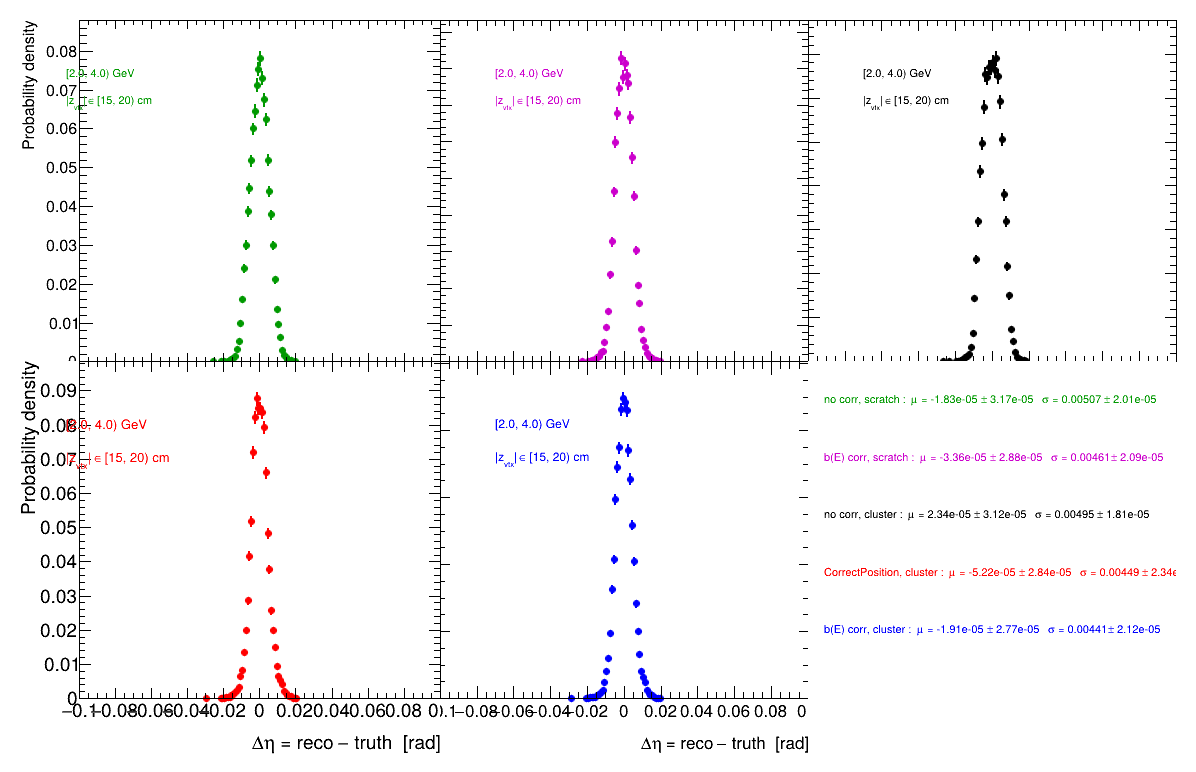 Probability density
0.08
0.07
0.06
0.05
0.04
0.03
0.02
0.01
[2.0, 4.0) GeV
|z_vtx| ∈ [15, 20) cm
[2.0, 4.0) GeV
|z_vtx| ∈ [15, 20) cm
[2.0, 4.0) GeV
|z_vtx| ∈ [15, 20) cm
Probability density
0.09
0.08
0.07
0.06
0.05
0.04
0.03
0.02
0.01
0
[2.0, 4.0) GeV
|z_vtx| ∈ [15, 20) cm
[2.0, 4.0) GeV
|z_vtx| ∈ [15, 20) cm
−0.1 −0.08 −0.06 −0.04 −0.02 0 0.02 0.04 0.06 0.08 0.1
−0.08 −0.06 −0.04 −0.02 0 0.02 0.04 0.06 0.08 0
Δη = reco − truth [rad]
Δη = reco − truth [rad]
no corr, scratch : μ = -1.83e-05 ± 3.17e-05 σ = 0.00507 ± 2.01e-05
b(E) corr, scratch : μ = -3.36e-05 ± 2.88e-05 σ = 0.00461 ± 2.09e-05
no corr, cluster : μ = 2.34e-05 ± 3.12e-05 σ = 0.00495 ± 1.81e-05
CorrectPosition, cluster : μ = -5.22e-05 ± 2.84e-05 σ = 0.00449 ± 2.34e
b(E) corr, cluster : μ = -1.91e-05 ± 2.77e-05 σ = 0.00441 ± 2.12e-05